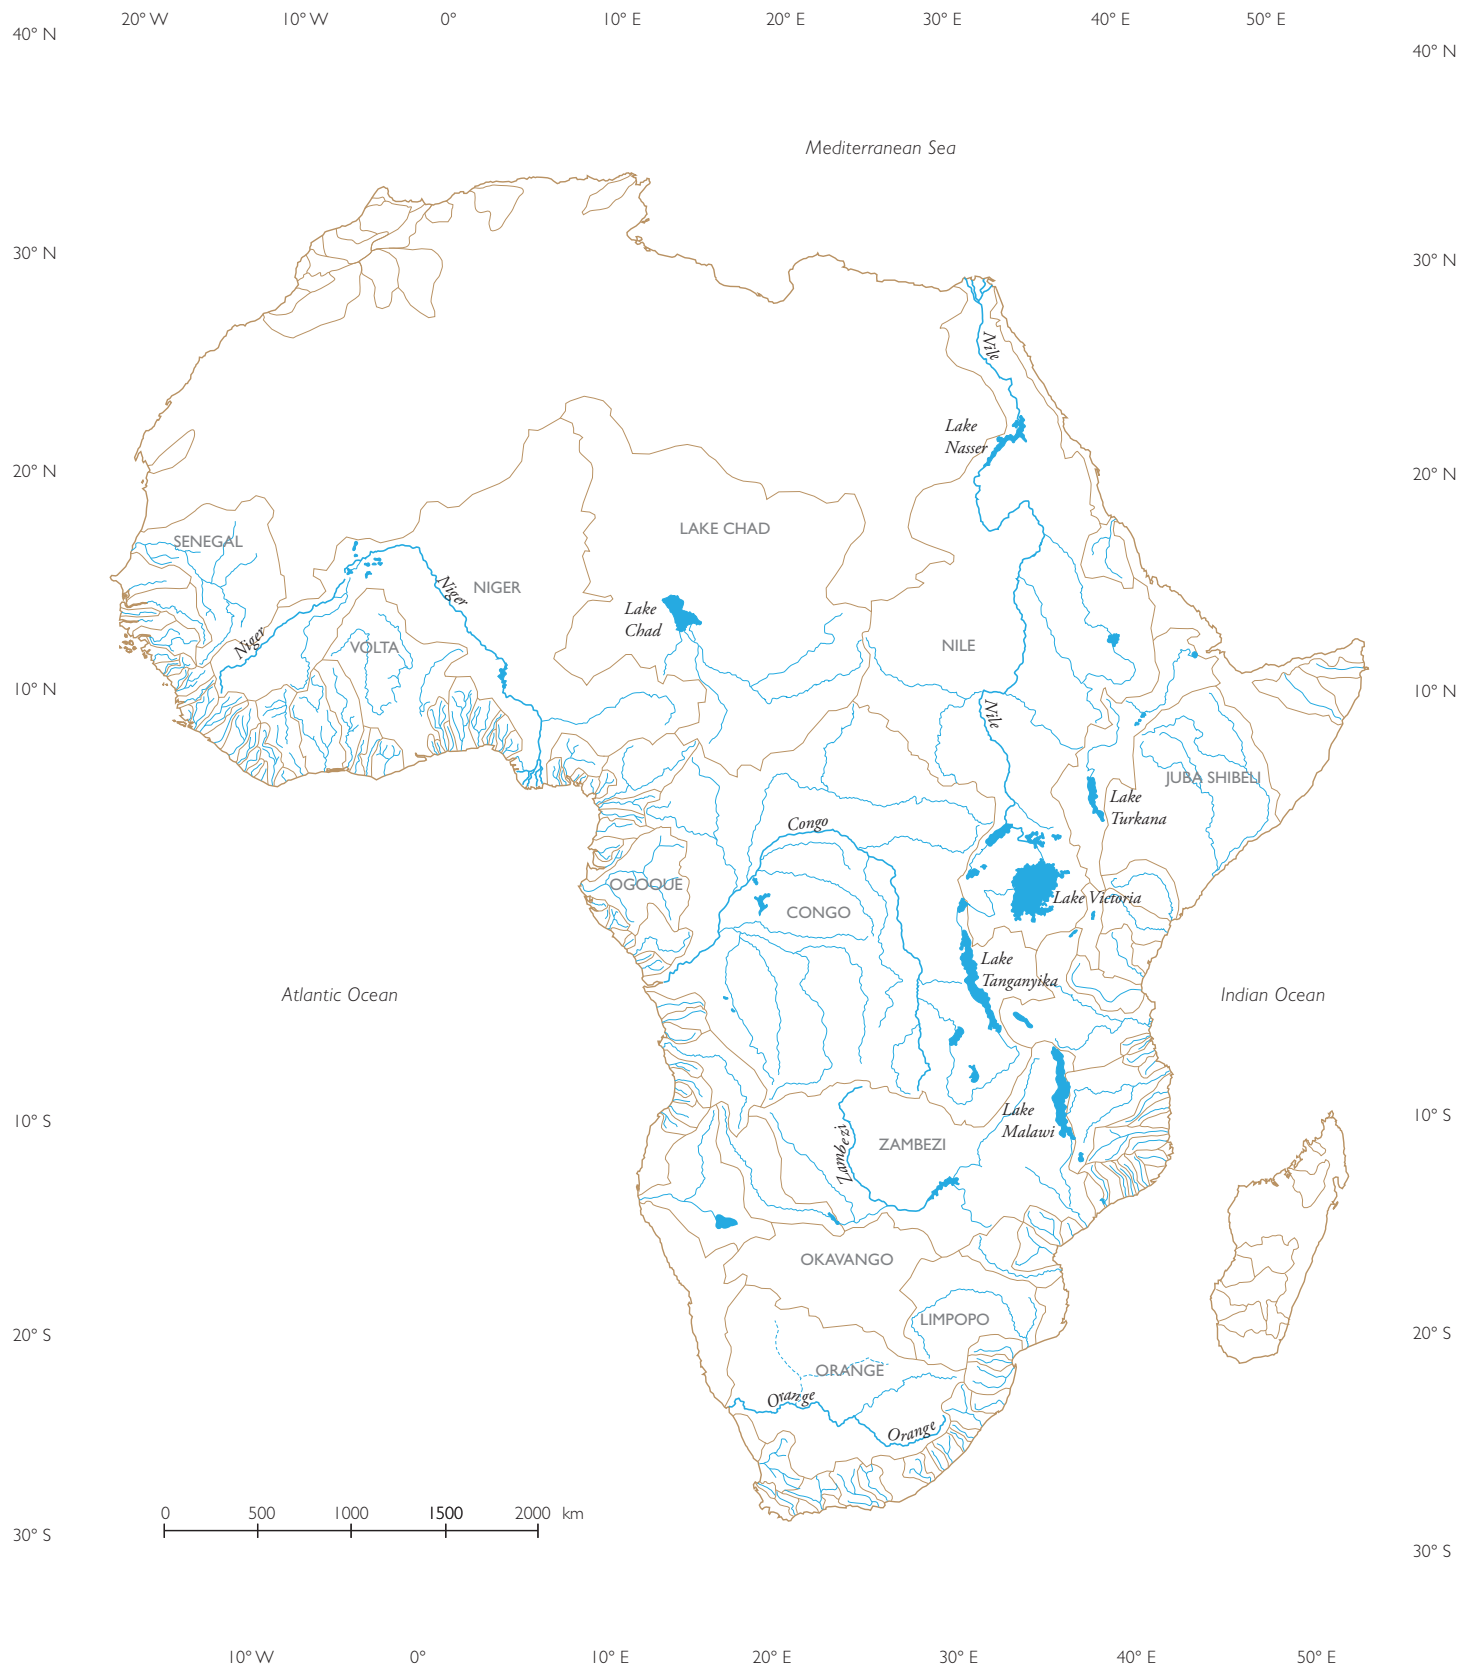 20° W 10° W 0° 10° E 20° E 30° E 40° E 50° E
40° N
40° N
Mediterranean Sea
30° N
30° N
Nile
Lake
Nasser
20° N
20° N
LAKE CHAD
SENEGAL
NIGER
Niger
Lake
Chad
Niger
VOLTA
NILE
10° N
10° N
Nile
JUBA SHIBELI
Lake
Turkana
Congo
OGOOUE
Lake Victoria
CONGO
Lake
Tanganyika
Atlantic Ocean
Indian Ocean
Lake
Malawi
10° S
10° S
Zambezi
ZAMBEZI
OKAVANGO
LIMPOPO
20° S
20° S
ORANGE
Orange
Orange
0 500 1000 1500 2000 km
30° S
30° S
10° W 0° 10° E 20° E 30° E 40° E 50° E